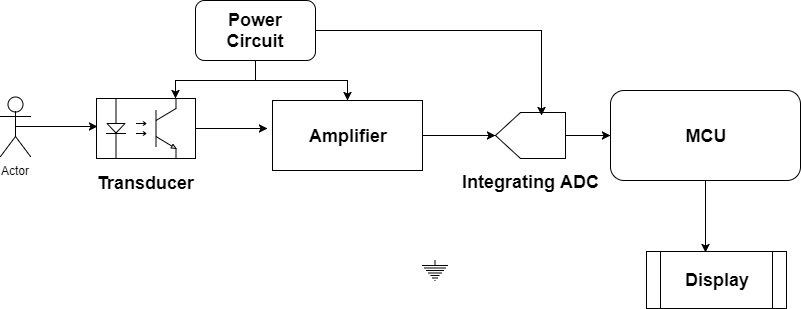 Power
Circuit
Actor
Transducer
Amplifier
Integrating ADC
MCU
Display